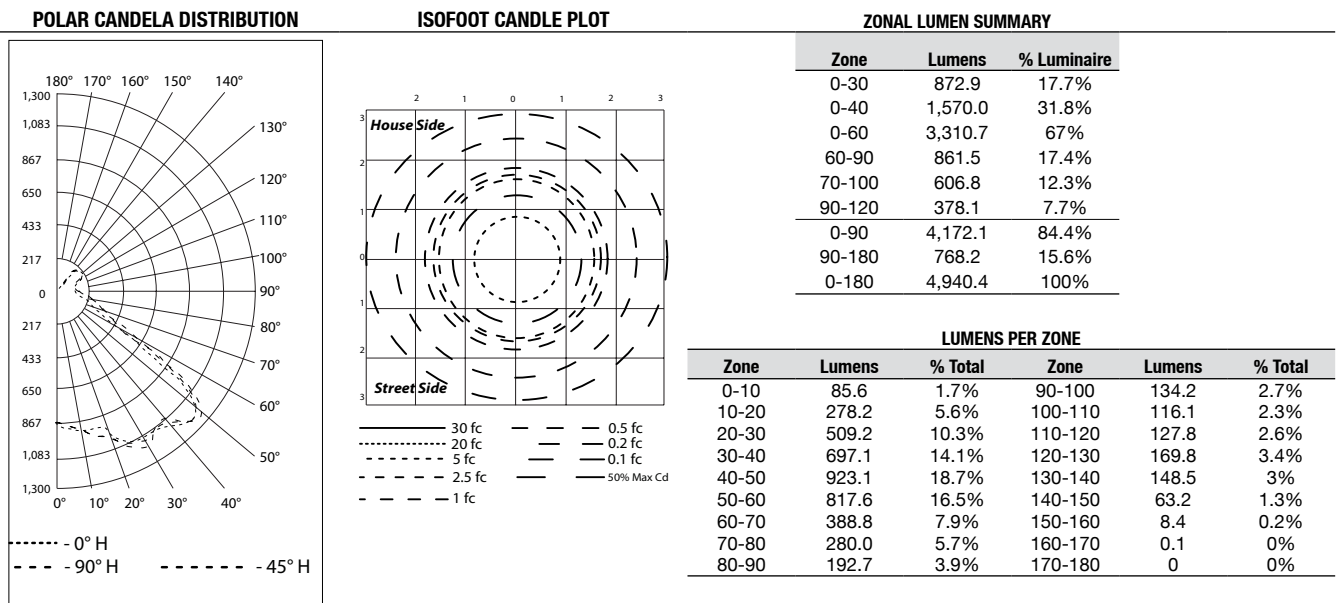 POLAR CANDELA DISTRIBUTION
180° 170° 160° 150° 140°
1,300
1,083
867
650
433
217
0
217
433
650
867
1,083
1,300
130°
120°
110°
100°
90°
80°
70°
60°
50°
0° 10° 20° 30° 40°
- 0° H
- 90° H - 45° H
ISOFOOT CANDLE PLOT
2 1 0 1 2 3
3
2
1
0
1
2
3
House Side
Street Side
30 fc 0.5 fc
20 fc 0.2 fc
5 fc 0.1 fc
2.5 fc 50% Max Cd
1 fc
ZONAL LUMEN SUMMARY
Zone Lumens % Luminaire
0-30 872.9 17.7%
0-40 1,570.0 31.8%
0-60 3,310.7 67%
60-90 861.5 17.4%
70-100 606.8 12.3%
90-120 378.1 7.7%
0-90 4,172.1 84.4%
90-180 768.2 15.6%
0-180 4,940.4 100%
LUMENS PER ZONE
Zone Lumens % Total Zone Lumens % Total
0-10 85.6 1.7% 90-100 134.2 2.7%
10-20 278.2 5.6% 100-110 116.1 2.3%
20-30 509.2 10.3% 110-120 127.8 2.6%
30-40 697.1 14.1% 120-130 169.8 3.4%
40-50 923.1 18.7% 130-140 148.5 3%
50-60 817.6 16.5% 140-150 63.2 1.3%
60-70 388.8 7.9% 150-160 8.4 0.2%
70-80 280.0 5.7% 160-170 0.1 0%
80-90 192.7 3.9% 170-180 0 0%